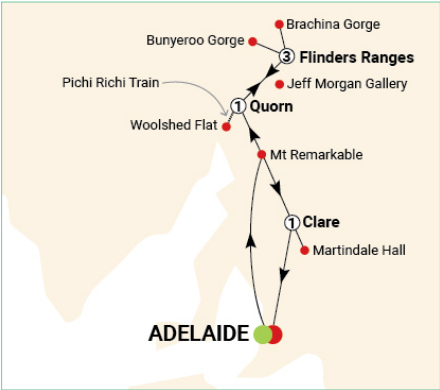 Brachina Gorge
Bunyeroo Gorge
3 Flinders Ranges
Pichi Richi Train
Jeff Morgan Gallery
1 Quorn
Woolshed Flat
Mt Remarkable
1 Clare
Martindale Hall
ADELAIDE